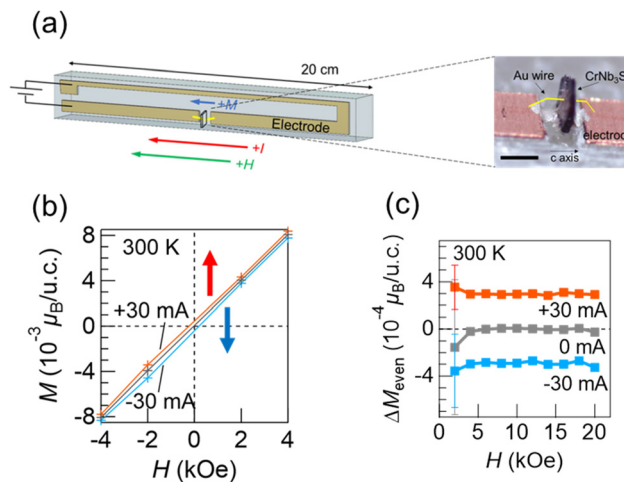 (a)
20 cm
Au wire
CrNb₃S
+M
Electrode
electrod
+I
+H
c axis
(b)
300 K
+30 mA
-30 mA
M (10⁻³ μB/u.c.)
8
4
0
-4
-8
-4 -2 0 2 4
H (kOe)
(c)
300 K
+30 mA
0 mA
-30 mA
ΔMeven (10⁻⁴ μB/u.c.)
8
4
0
-4
0 5 10 15 20
H (kOe)